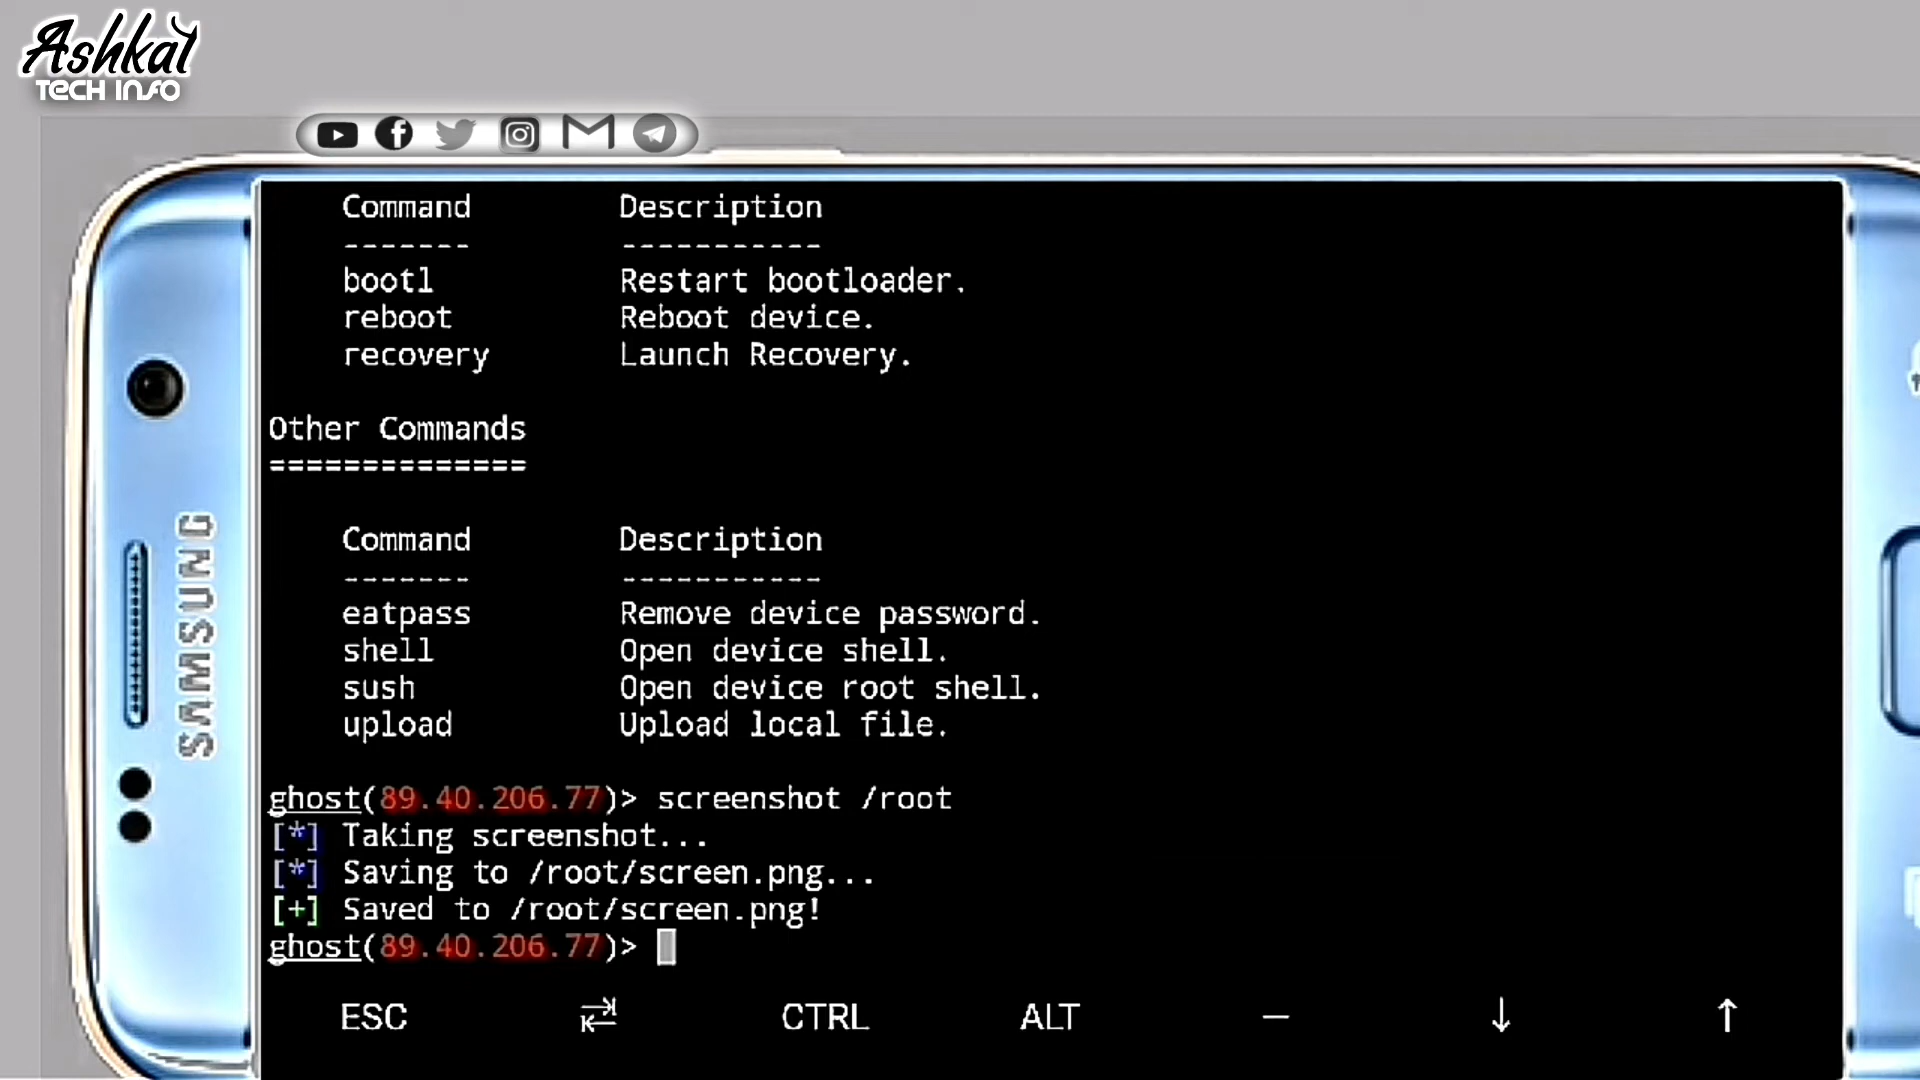 Ashkal
TECH INFO
Command Description
------- -----------
bootl Restart bootloader.
reboot Reboot device.
recovery Launch Recovery.
Other Commands
==============
Command Description
------- -----------
eatpass Remove device password.
shell Open device shell.
sush Open device root shell.
upload Upload local file.
ghost(89.40.206.77)> screenshot /root
[*] Taking screenshot...
[*] Saving to /root/screen.png...
[+] Saved to /root/screen.png!
ghost(89.40.206.77)>
ESC CTRL ALT — ↓ ↑
SAMSUNG